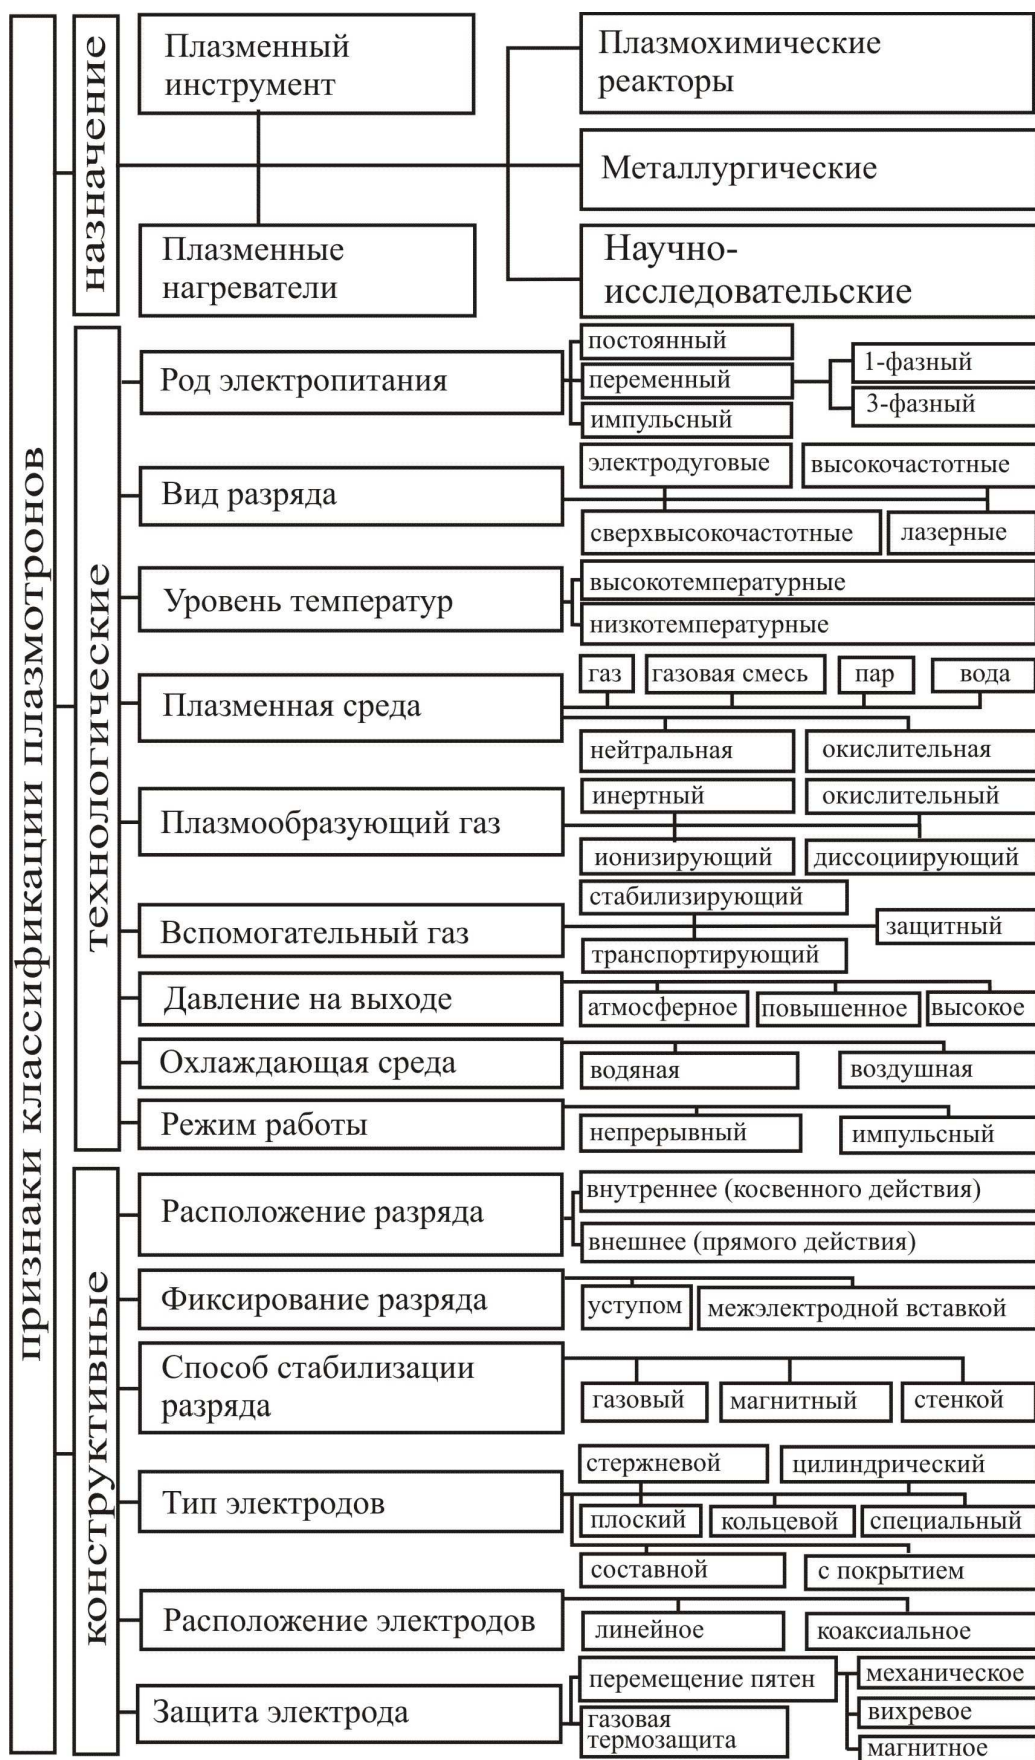 признаки классификации плазмотронов
назначение
Плазменный
инструмент
Плазменные
нагреватели
Плазмохимические
реакторы
Металлургические
Научно-
исследовательские
технологические
Род электропитания
постоянный
переменный
импульсный
1-фазный
3-фазный
Вид разряда
электродуговые
высокочастотные
сверхвысокочастотные
лазерные
Уровень температур
высокотемпературные
низкотемпературные
Плазменная среда
газ
газовая смесь
пар
вода
нейтральная
окислительная
Плазмообразующий газ
инертный
окислительный
ионизирующий
диссоциирующий
Вспомогательный газ
стабилизирующий
защитный
транспортирующий
Давление на выходе
атмосферное
повышенное
высокое
Охлаждающая среда
водяная
воздушная
Режим работы
непрерывный
импульсный
конструктивные
Расположение разряда
внутреннее (косвенного действия)
внешнее (прямого действия)
Фиксирование разряда
уступом
межэлектродной вставкой
Способ стабилизации
разряда
газовый
магнитный
стенкой
Тип электродов
стержневой
цилиндрический
плоский
кольцевой
специальный
составной
с покрытием
Расположение электродов
линейное
коаксиальное
Защита электрода
перемещение пятен
газовая
термозащита
механическое
вихревое
магнитное